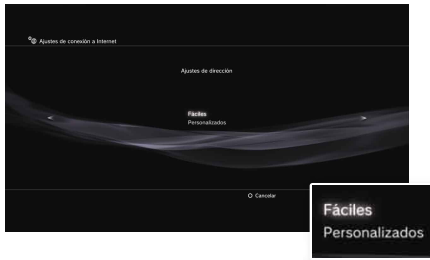 Ajustes de conexión a Internet
Ajustes de dirección
Fáciles
Personalizados
Cancelar
Fáciles
Personalizados